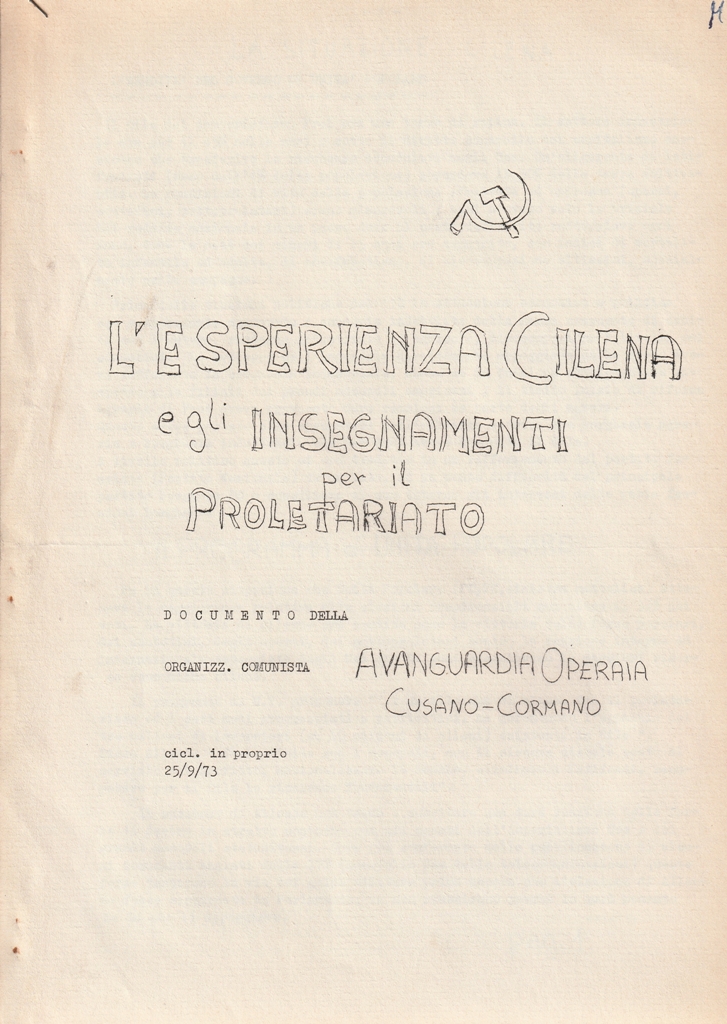 M
L'ESPERIENZA CILENA
e gli INSEGNAMENTI
per il
PROLETARIATO
DOCUMENTO DELLA
ORGANIZZ. COMUNISTA AVANGUARDIA OPERAIA
CUSANO-CORMANO
cicl. in proprio
25/9/73